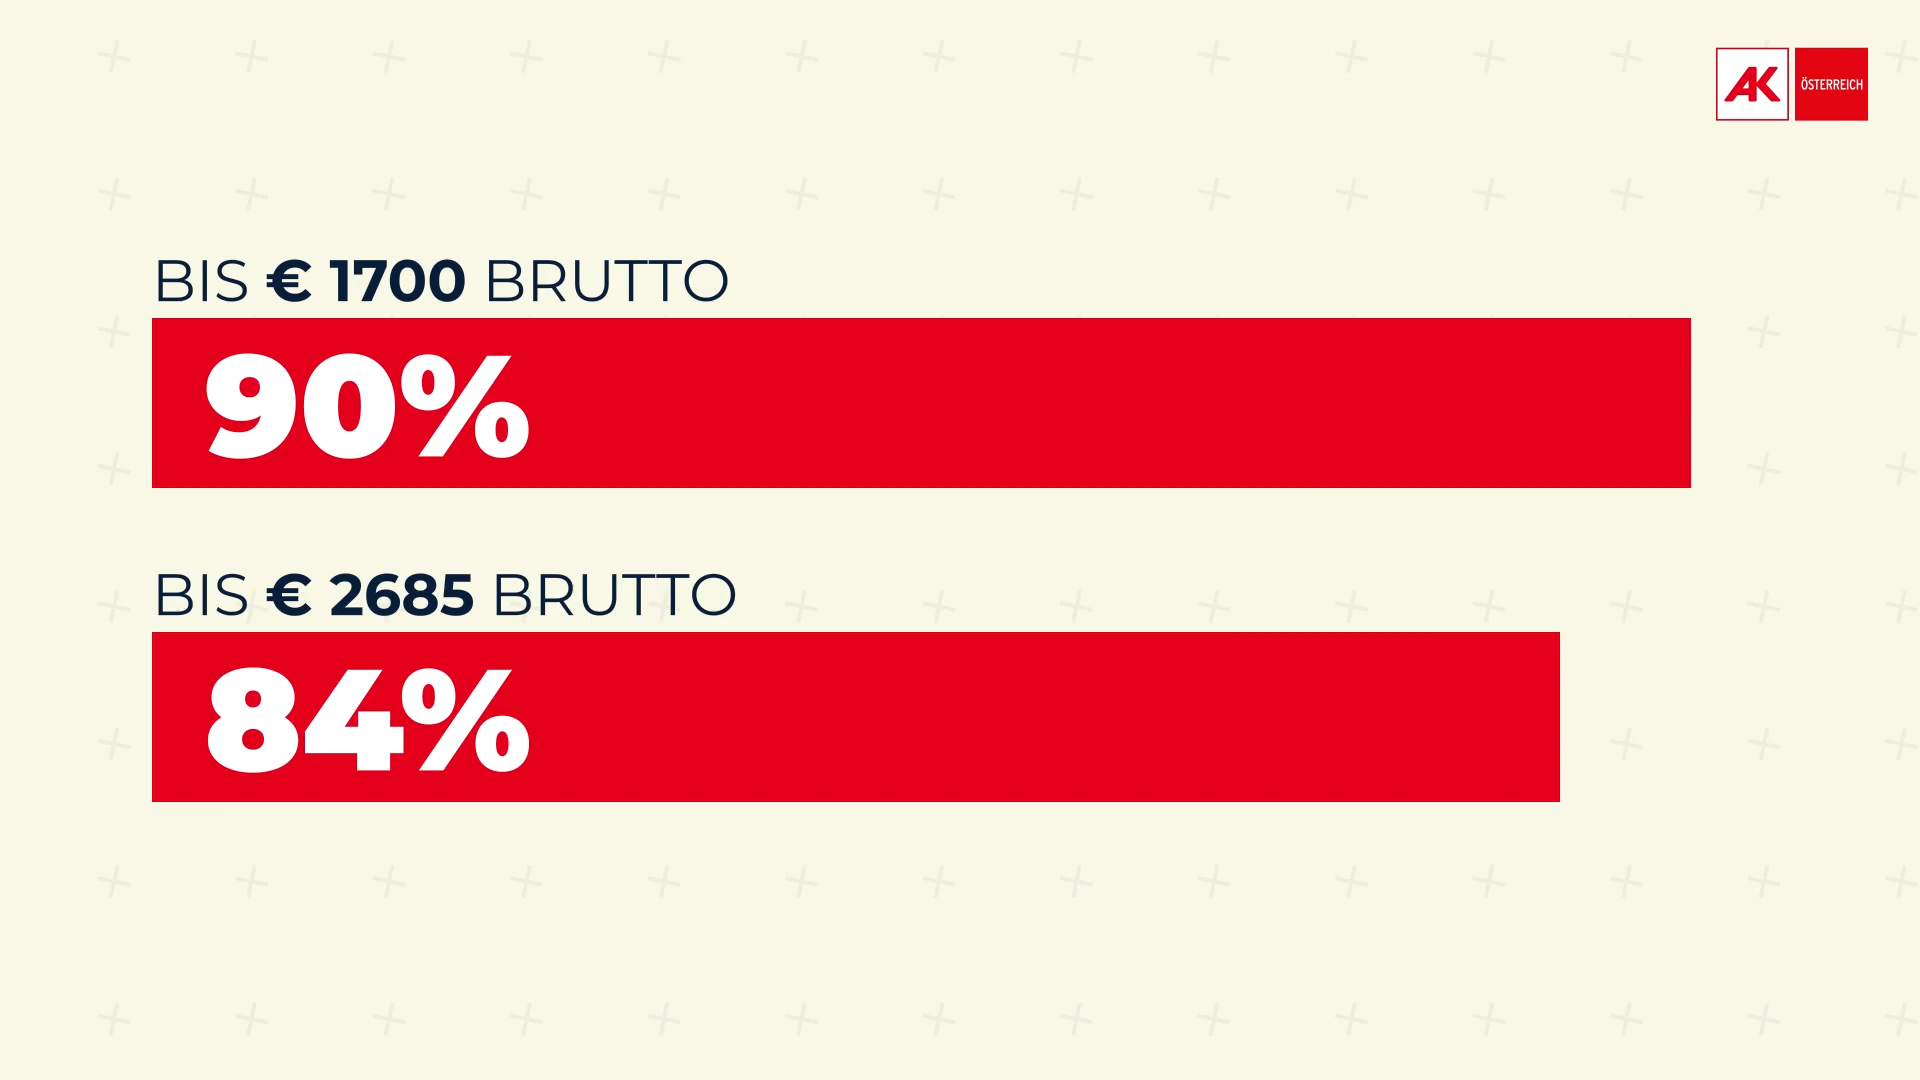 AK
ÖSTERREICH
BIS € 1700 BRUTTO
90%
BIS € 2685 BRUTTO
84%